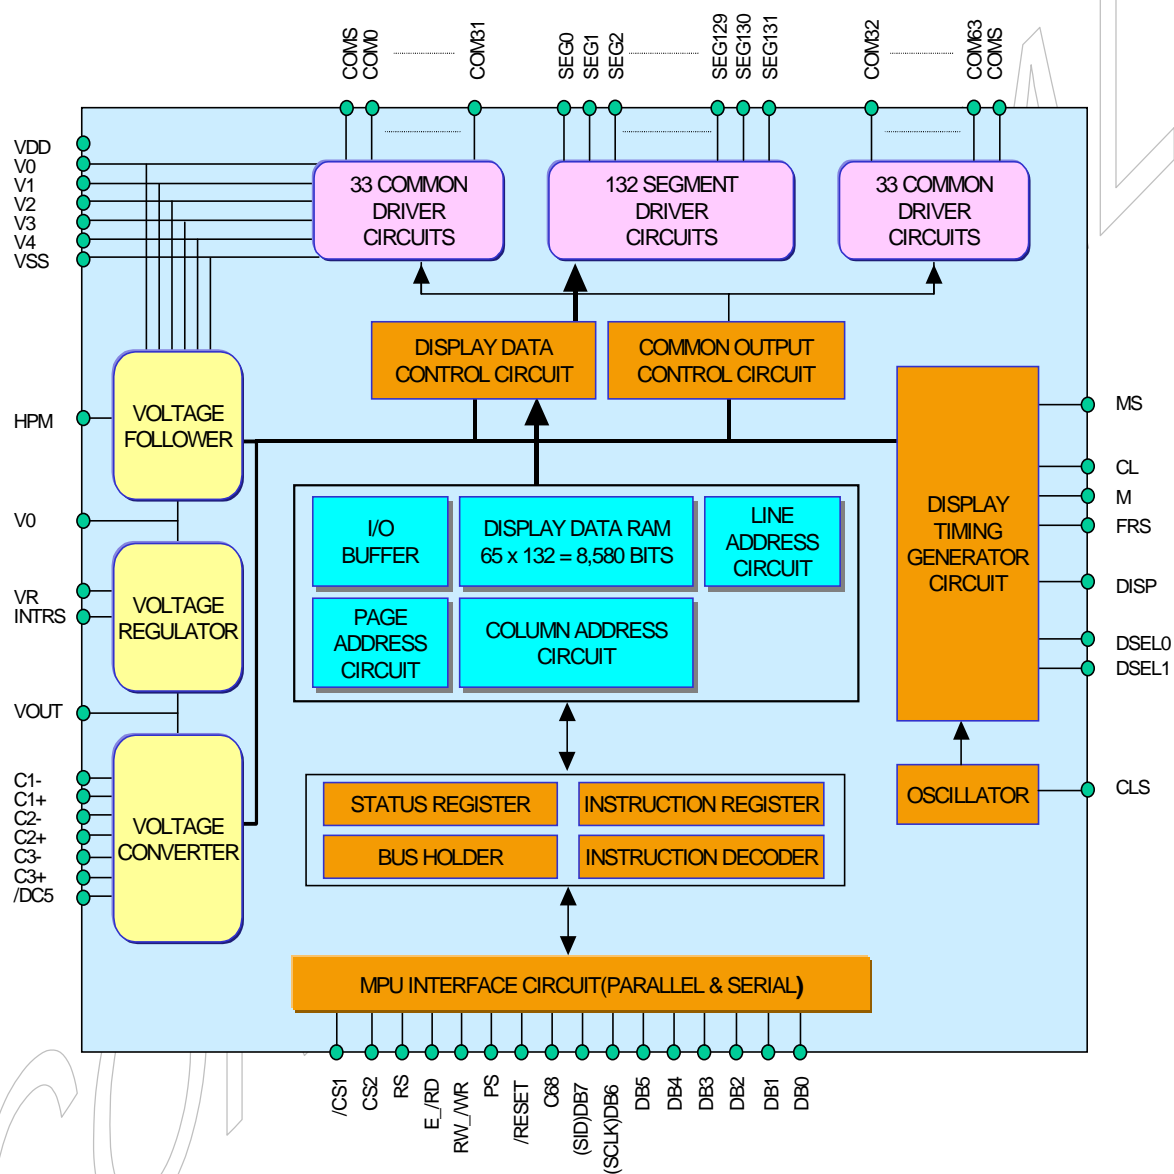 COMS
COM0
COM31
SEG0
SEG1
SEG2
SEG129
SEG130
SEG131
COM32
COM63
COMS
VDD
V0
V1
V2
V3
V4
VSS
33 COMMON
DRIVER
CIRCUITS
132 SEGMENT
DRIVER
CIRCUITS
33 COMMON
DRIVER
CIRCUITS
DISPLAY DATA
CONTROL CIRCUIT
COMMON OUTPUT
CONTROL CIRCUIT
HPM
VOLTAGE
FOLLOWER
V0
VR
INTRS
VOLTAGE
REGULATOR
VOUT
C1-
C1+
C2-
C2+
C3-
C3+
/DC5
VOLTAGE
CONVERTER
I/O
BUFFER
DISPLAY DATA RAM
65 x 132 = 8,580 BITS
LINE
ADDRESS
CIRCUIT
PAGE
ADDRESS
CIRCUIT
COLUMN ADDRESS
CIRCUIT
DISPLAY
TIMING
GENERATOR
CIRCUIT
MS
CL
M
FRS
DISP
DSEL0
DSEL1
OSCILLATOR
CLS
STATUS REGISTER
INSTRUCTION REGISTER
BUS HOLDER
INSTRUCTION DECODER
MPU INTERFACE CIRCUIT(PARALLEL & SERIAL)
/CS1
CS2
RS
E_/RD
RW_/WR
PS
/RESET
C68
(SID)DB7
(SCLK)DB6
DB5
DB4
DB3
DB2
DB1
DB0